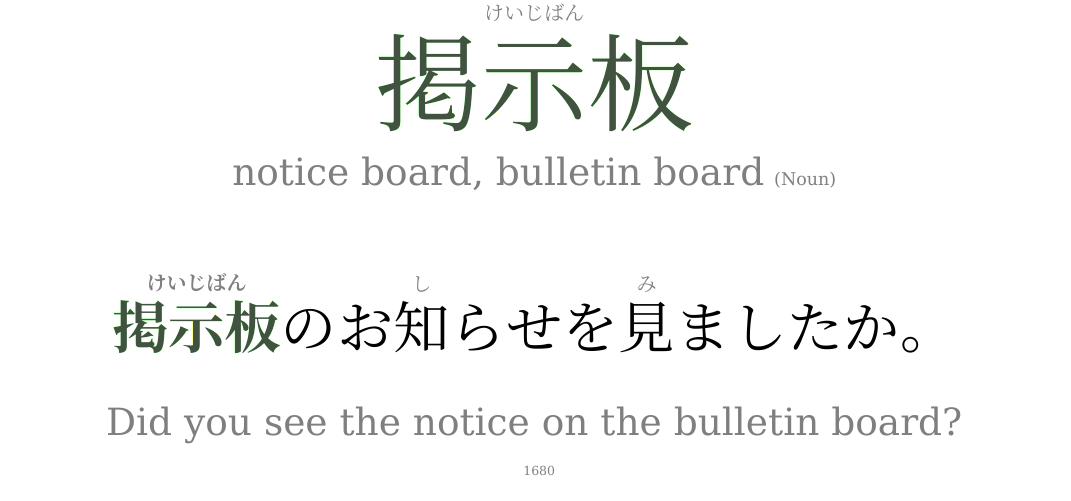 けいじばん
掲示板
notice board, bulletin board (Noun)
けいじばん し み
掲示板のお知らせを見ましたか。
Did you see the notice on the bulletin board?
1680